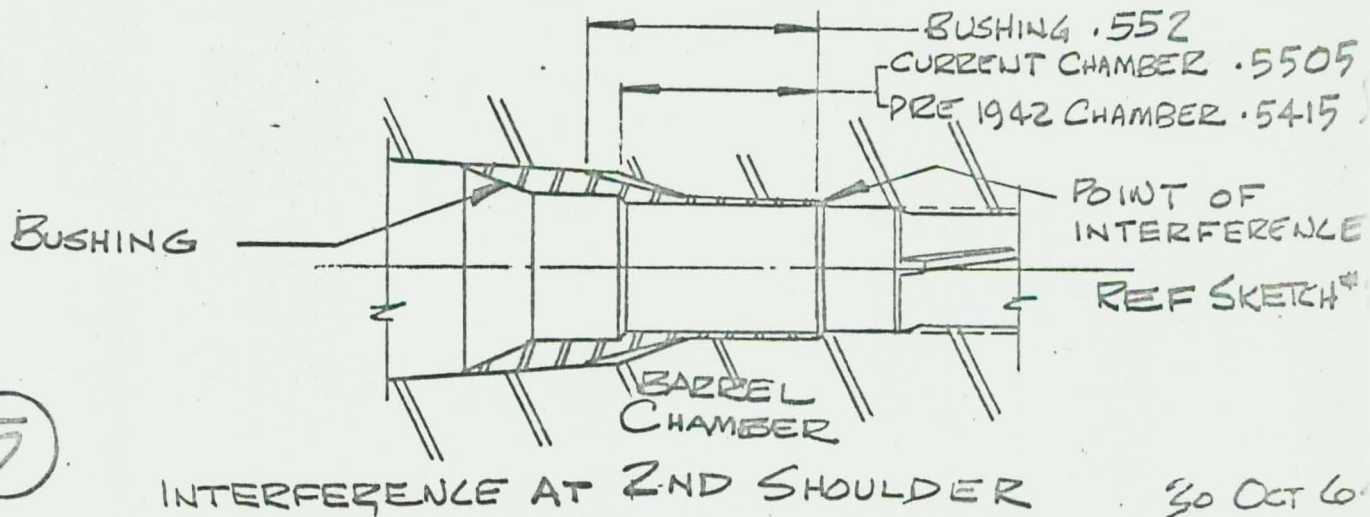 BUSHING .552
CURRENT CHAMBER .5505
PRE 1942 CHAMBER .5415
POINT OF
INTERFERENCE
BUSHING
REF SKETCH
BARREL
CHAMBER
INTERFERENCE AT 2ND SHOULDER
30 OCT